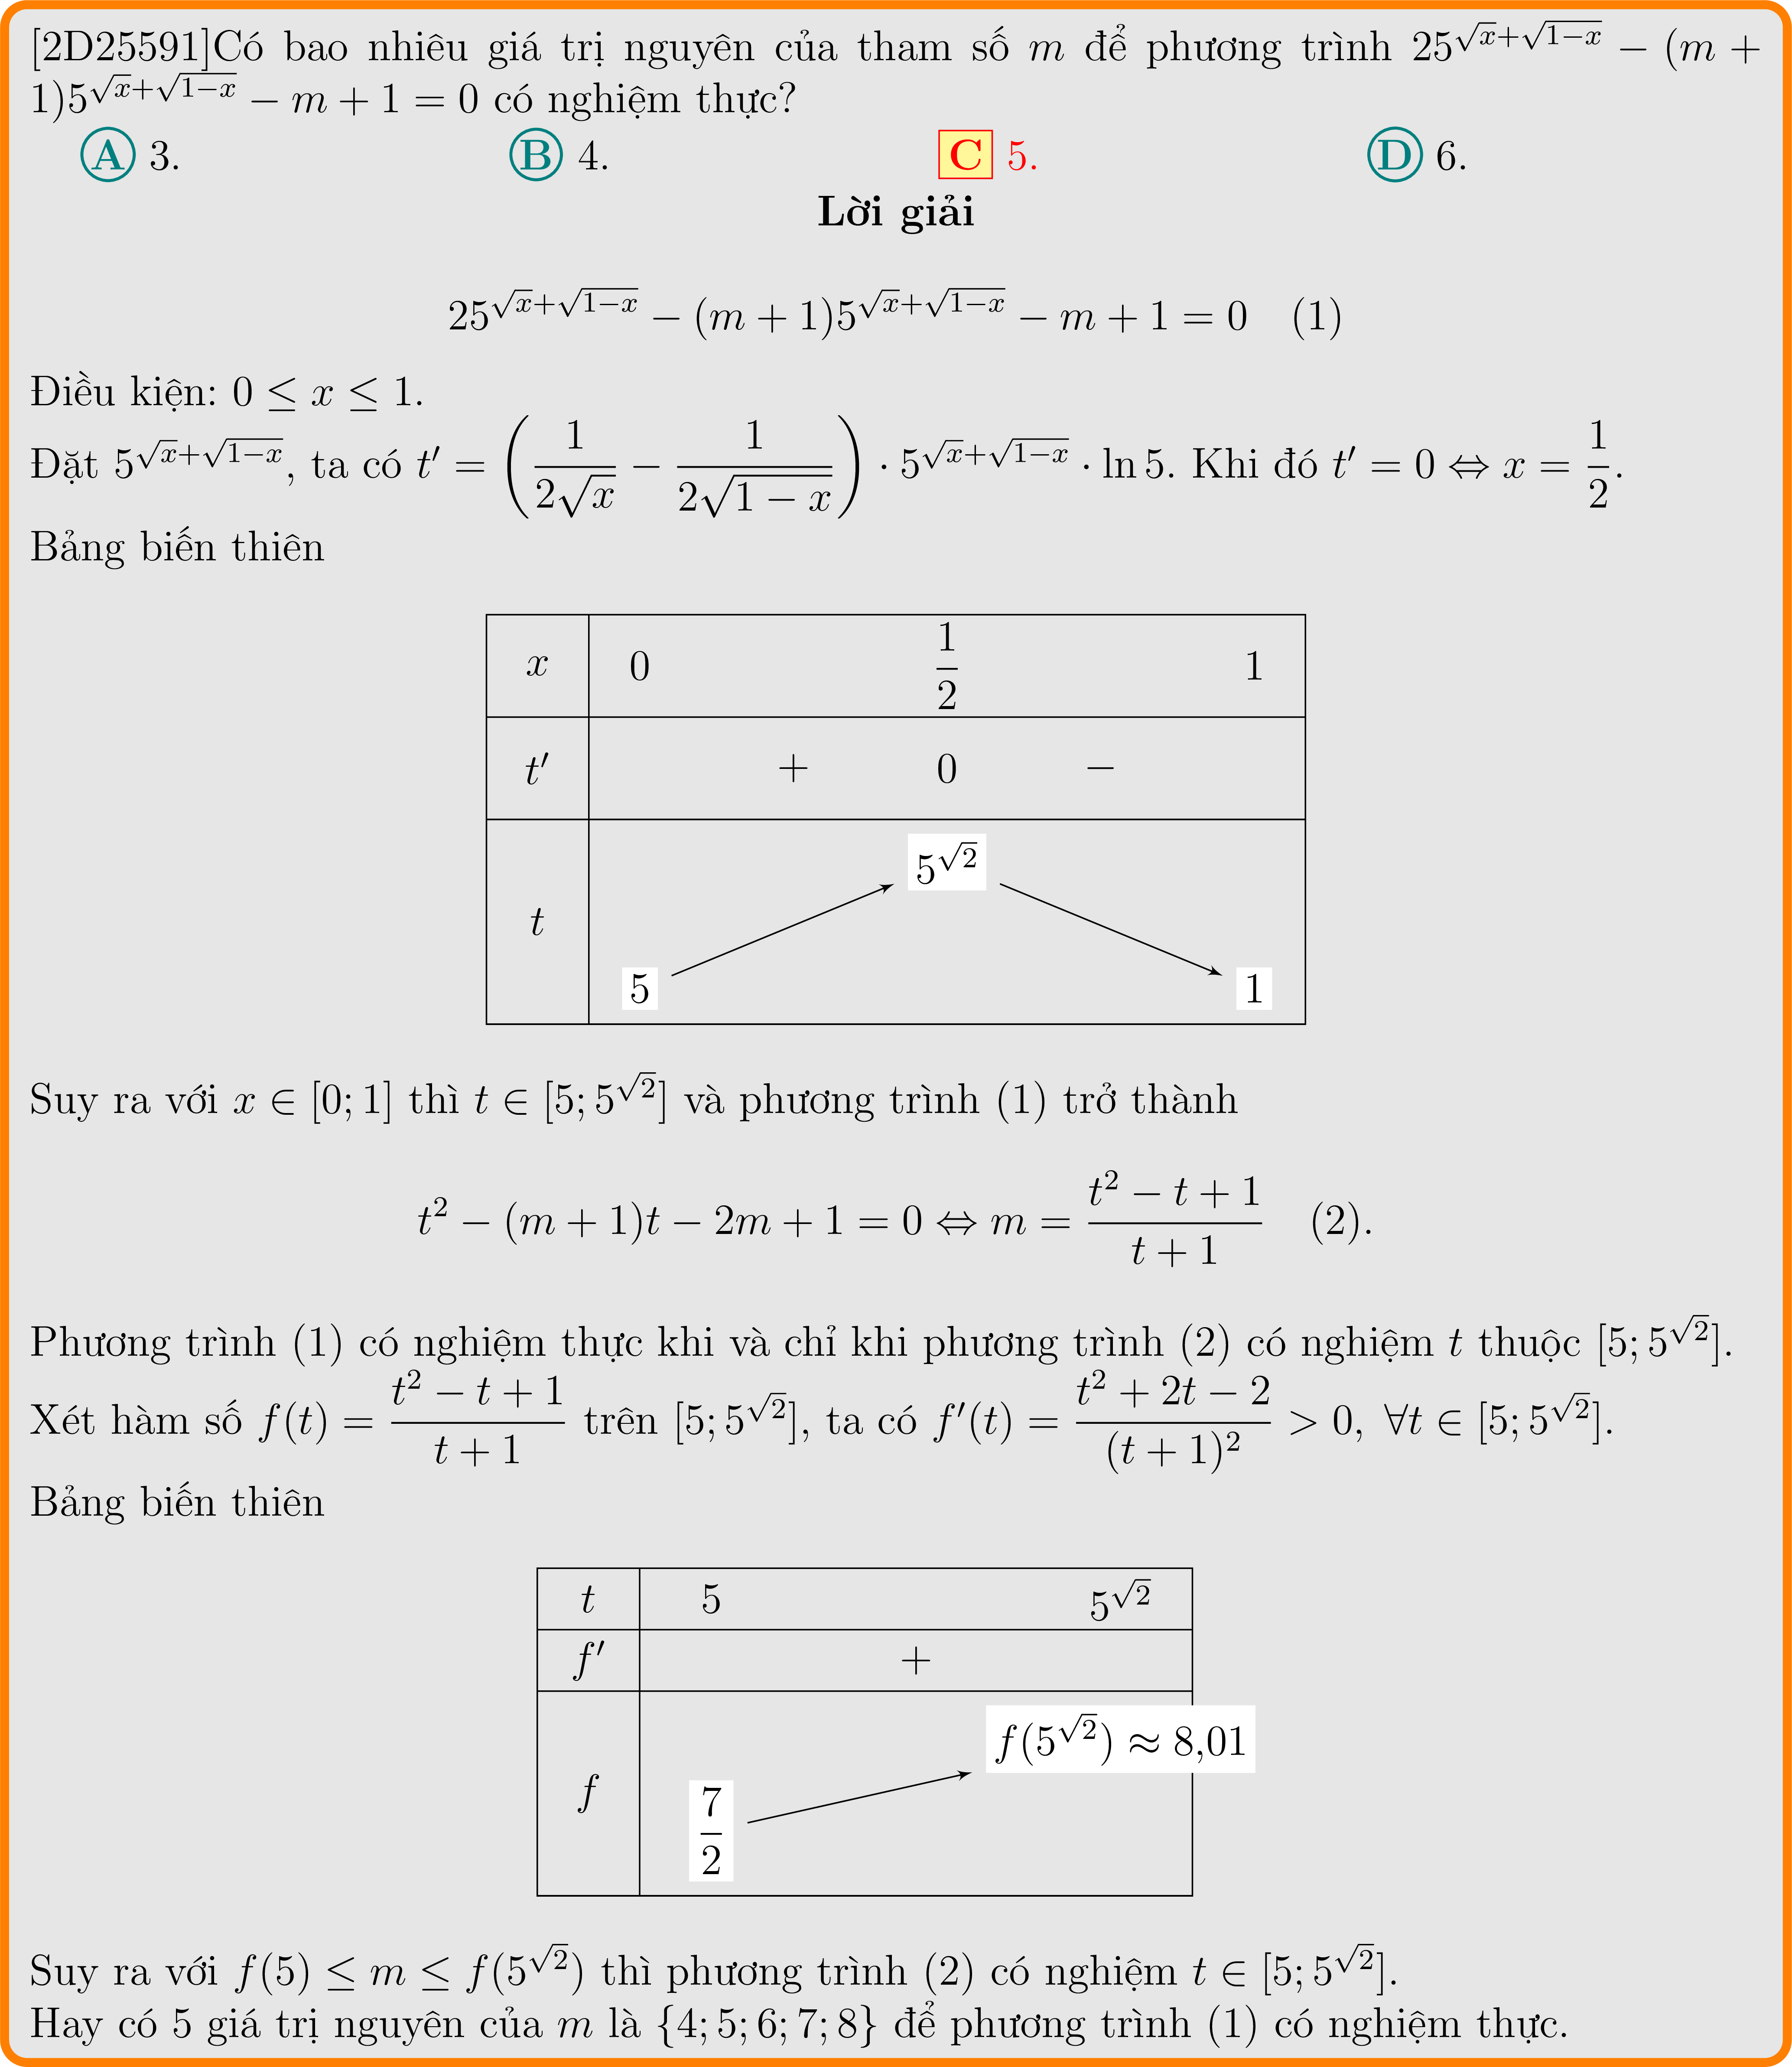 [2D25591]Có bao nhiêu giá trị nguyên của tham số $m$ để phương trình $25^{\sqrt{x}+\sqrt{1-x}} - (m +$
$1)5^{\sqrt{x}+\sqrt{1-x}} - m + 1 = 0$ có nghiệm thực?
A 3. B 4. C 5. D 6.
Lời giải
$25^{\sqrt{x}+\sqrt{1-x}} - (m + 1)5^{\sqrt{x}+\sqrt{1-x}} - m + 1 = 0 \quad (1)$
Điều kiện: $0 \leq x \leq 1$.
Đặt $5^{\sqrt{x}+\sqrt{1-x}}$, ta có $t' = \left(\dfrac{1}{2\sqrt{x}} - \dfrac{1}{2\sqrt{1-x}}\right) \cdot 5^{\sqrt{x}+\sqrt{1-x}} \cdot \ln 5$. Khi đó $t' = 0 \Leftrightarrow x = \dfrac{1}{2}$.
Bảng biến thiên
$x$ 0 $\dfrac{1}{2}$ 1
$t'$ + 0 −
$t$ 5 $5^{\sqrt{2}}$ 1
Suy ra với $x \in [0; 1]$ thì $t \in [5; 5^{\sqrt{2}}]$ và phương trình (1) trở thành
$t^2 - (m + 1)t - 2m + 1 = 0 \Leftrightarrow m = \dfrac{t^2 - t + 1}{t + 1} \quad (2).$
Phương trình (1) có nghiệm thực khi và chỉ khi phương trình (2) có nghiệm $t$ thuộc $[5; 5^{\sqrt{2}}]$.
Xét hàm số $f(t) = \dfrac{t^2 - t + 1}{t + 1}$ trên $[5; 5^{\sqrt{2}}]$, ta có $f'(t) = \dfrac{t^2 + 2t - 2}{(t + 1)^2} > 0, \ \forall t \in [5; 5^{\sqrt{2}}]$.
Bảng biến thiên
$t$ 5 $5^{\sqrt{2}}$
$f'$ +
$f$ $\dfrac{7}{2}$ $f(5^{\sqrt{2}}) \approx 8{,}01$
Suy ra với $f(5) \leq m \leq f(5^{\sqrt{2}})$ thì phương trình (2) có nghiệm $t \in [5; 5^{\sqrt{2}}]$.
Hay có 5 giá trị nguyên của $m$ là $\{4; 5; 6; 7; 8\}$ để phương trình (1) có nghiệm thực.